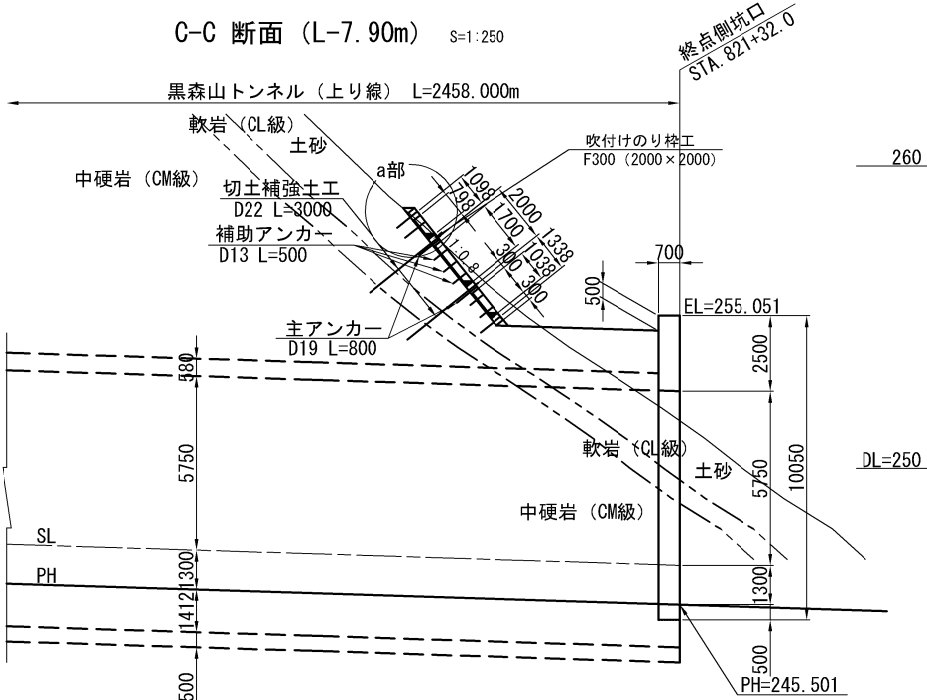 C-C 断面 (L-7.90m) S=1:250
終点側坑口
STA.821+32.0
黒森山トンネル（上り線） L=2458.000m
軟岩（CL級）
土砂
中硬岩（CM級）
a部
吹付けのり枠工
F300（2000×2000）
260
切土補強土工
D22 L=3000
補助アンカー
D13 L=500
主アンカー
D19 L=800
1098
798
2000
1700
1338
1038
300
300
1:0.8
700
500
EL=255.051
2500
580
5750
5750
10050
軟岩（CL級）
土砂
中硬岩（CM級）
DL=250
SL
PH
1300
1412
500
1300
500
PH=245.501